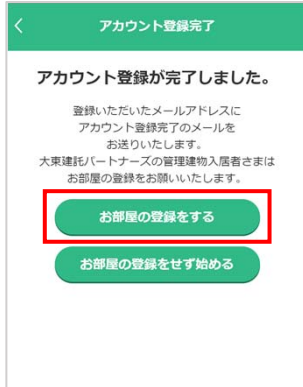 アカウント登録完了
アカウント登録が完了しました。
登録いただいたメールアドレスに
アカウント登録完了のメールを
お送りいたします。
大東建託パートナーズの管理建物入居者さまは
お部屋の登録をお願いいたします。
お部屋の登録をする
お部屋の登録をせず始める